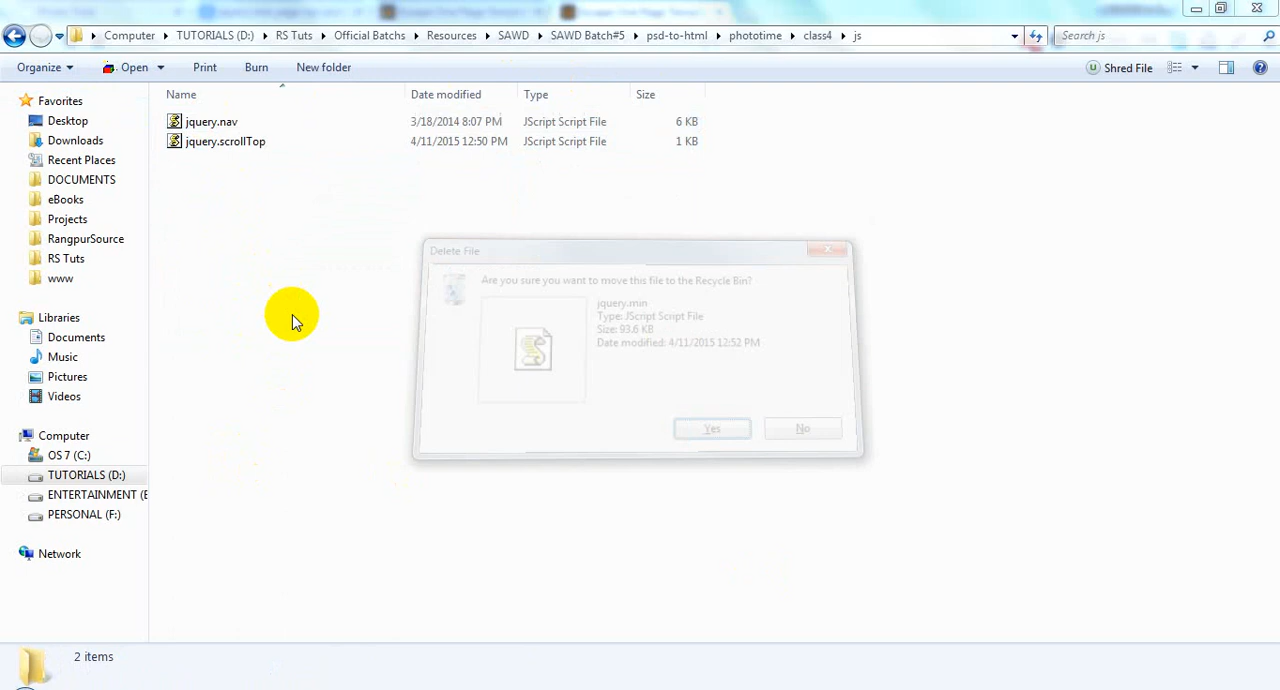 Computer TUTORIALS (D:) RS Tuts Official Batchs Resources SAWD SAWD Batch#5 psd-to-html phototime class4 js Search js
Organize Open Print Burn New folder Shred File
Name Date modified Type Size
jquery.nav 3/18/2014 8:07 PM JScript Script File 6 KB
jquery.scrollTop 4/11/2015 12:50 PM JScript Script File 1 KB
Favorites
Desktop
Downloads
Recent Places
DOCUMENTS
eBooks
Projects
RangpurSource
RS Tuts
www
Libraries
Documents
Music
Pictures
Videos
Computer
OS 7 (C:)
TUTORIALS (D:)
ENTERTAINMENT (E
PERSONAL (F:)
Network
Delete File
Are you sure you want to move this file to the Recycle Bin?
jquery.min
Type: JScript Script File
Size: 93.6 KB
Date modified: 4/11/2015 12:52 PM
Yes No
2 items